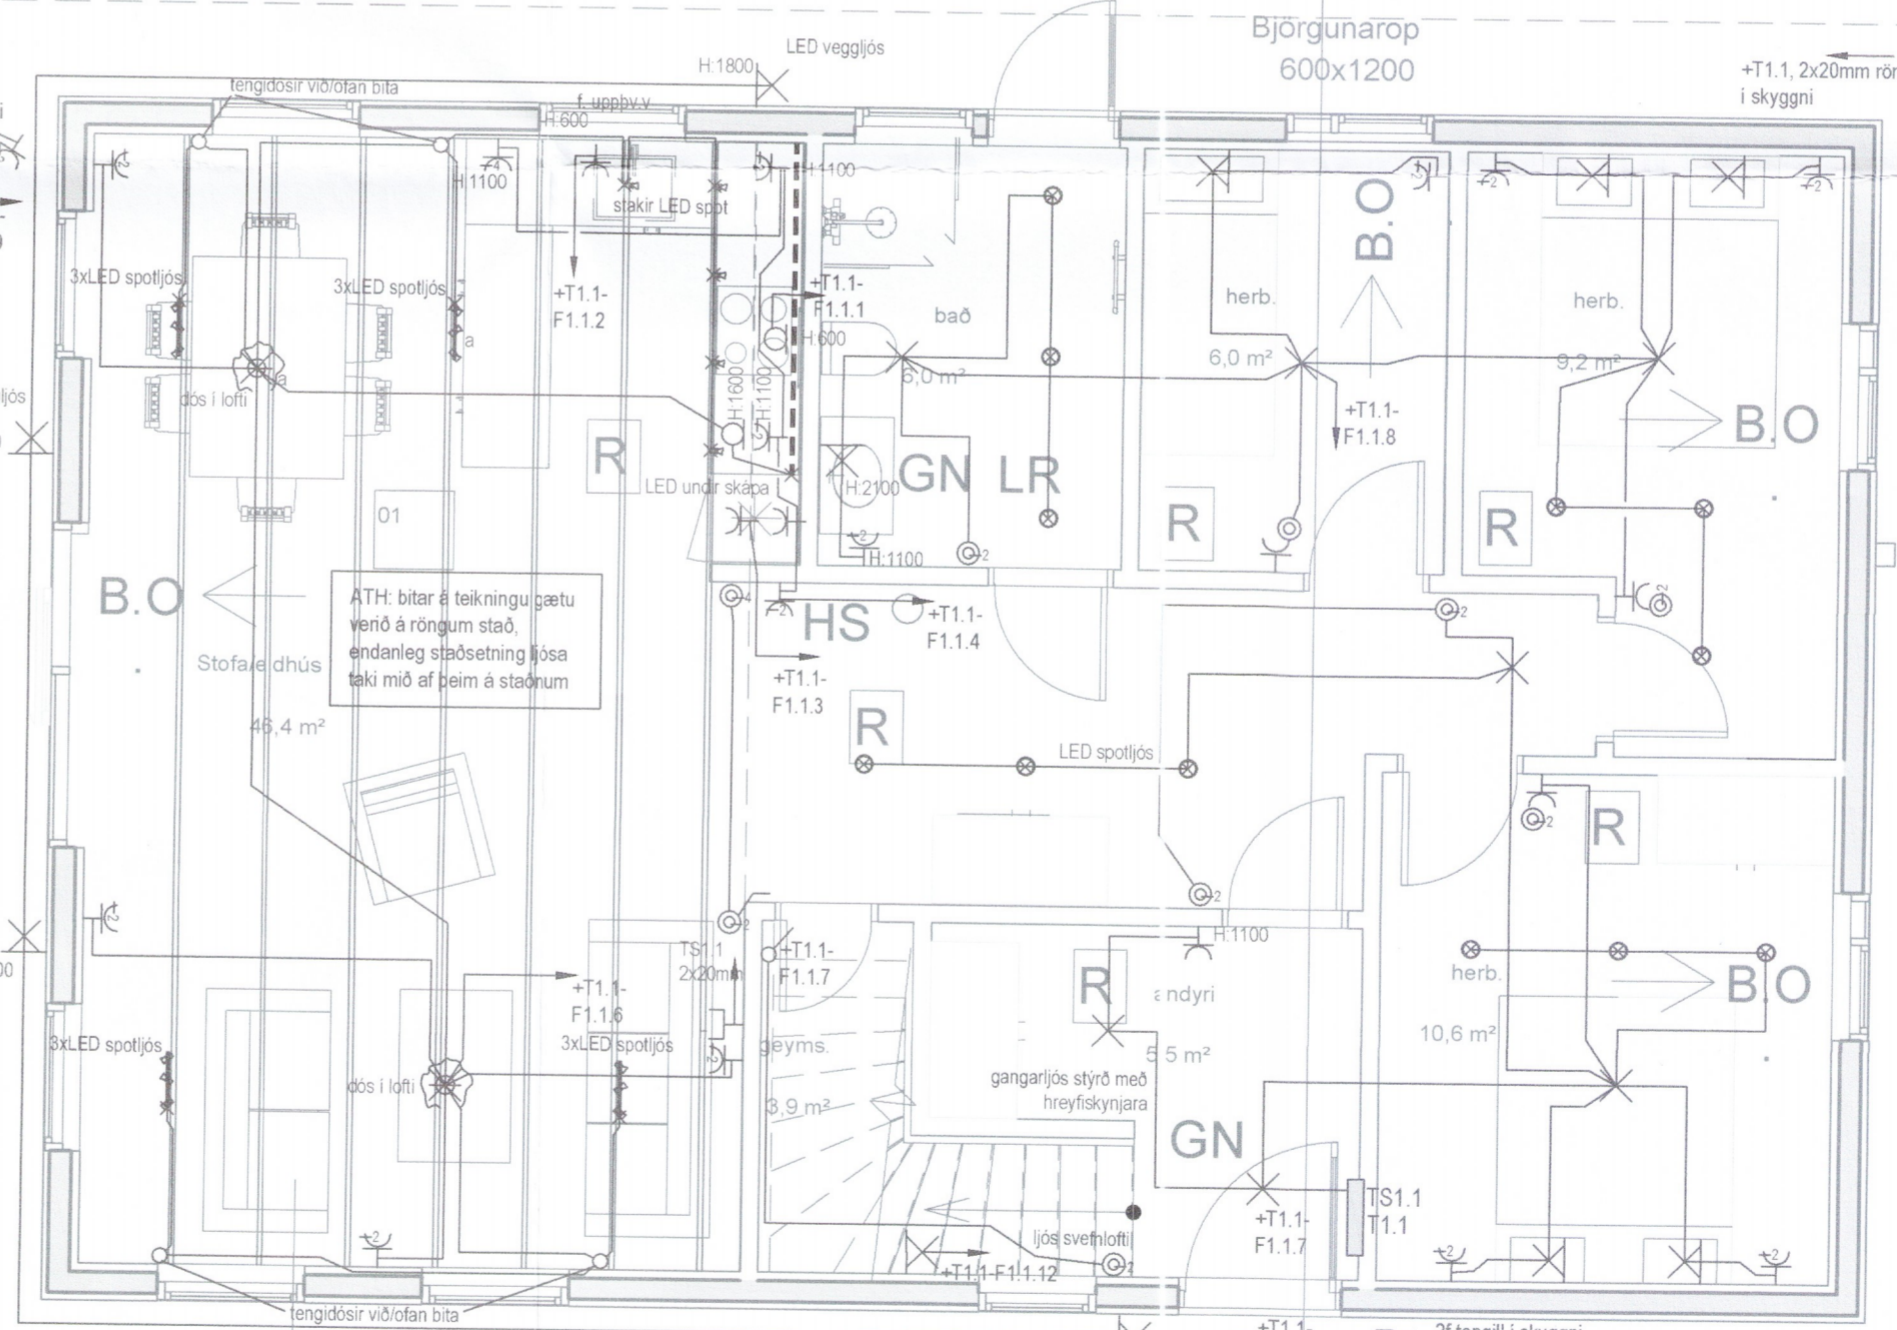 Björgunarop
600x1200
LED veggljós
H:1800
+T1.1, 2x20mm rör
i skyggni
tengidósir við/ofan bita
f. uppþv.v
H:600
H:1100
H:1100
stakir LED spot
3xLED spotljós
3xLED spotljós
+T1.1-
F1.1.2
+T1.1-
F1.1.1
H:600
bað
5,0 m²
herb.
6,0 m²
B.O
herb.
9,2 m²
B.O
a
a
dós í lofti
H:1600
H:1100
+T1.1-
F1.1.8
R
LED undir skápa
GN LR
H:2100
R
R
01
H:1100
B.O
ATH: bitar á teikningu gætu
verið á röngum stað,
endanleg staðsetning ljósa
taki mið af þeim á staðnum
HS
+T1.1-
F1.1.4
+T1.1-
F1.1.3
46,4 m²
R
LED spotljós
R
TS1.1
2x20mm
+T1.1-
F1.1.7
H:1100
R
herb.
B.O
10,6 m²
+T1.1-
F1.1.6
3xLED spotljós
3xLED spotljós
geyms.
3,9 m²
dós í lofti
gangarljós stýrð með
hreyfiskynjara
GN
TS1.1
T1.1
+T1.1-
F1.1.7
ljós svefnlofti
+T1.1-F1.1.12
tengidósir við/ofan bita